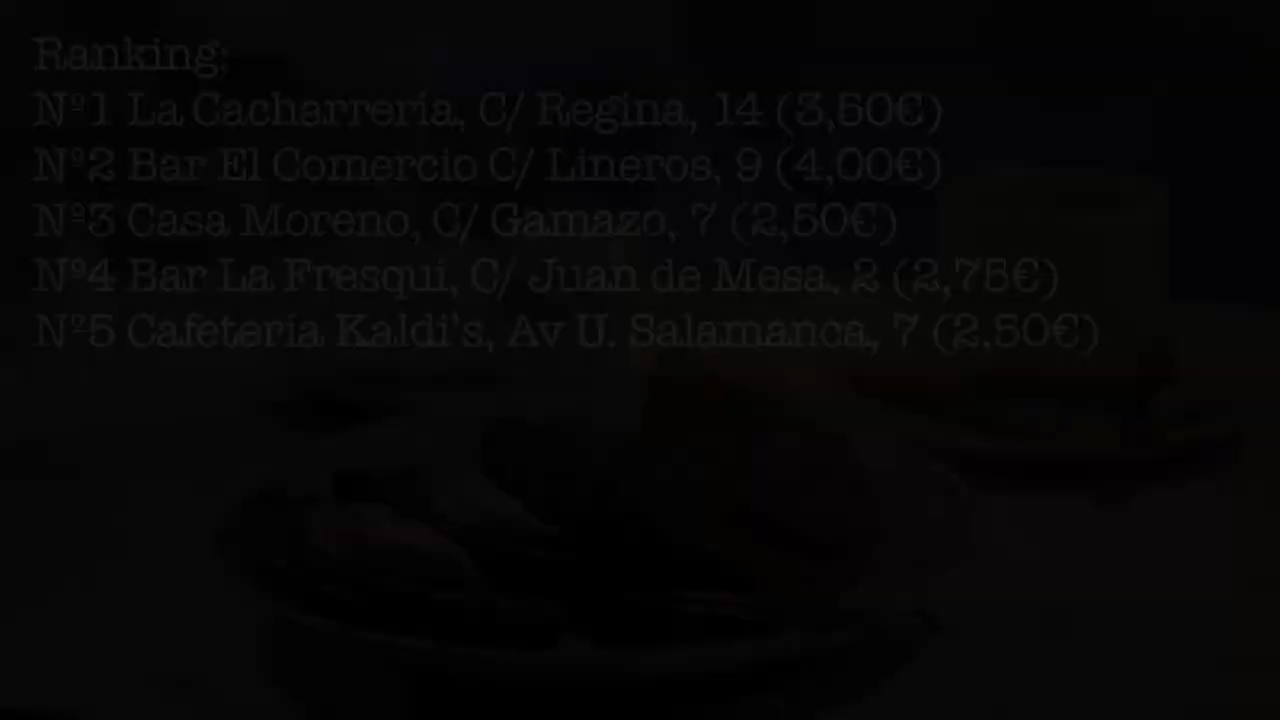 Ranking;
Nº1 La Cacharrería, C/ Regina, 14 (3,50€)
Nº2 Bar El Comercio C/ Lineros, 9 (4,00€)
Nº3 Casa Moreno, C/ Gamazo, 7 (2,50€)
Nº4 Bar La Fresqui, C/ Juan de Mesa, 2 (2,75€)
Nº5 Cafetería Kaldi's, Av U. Salamanca, 7 (2,50€)